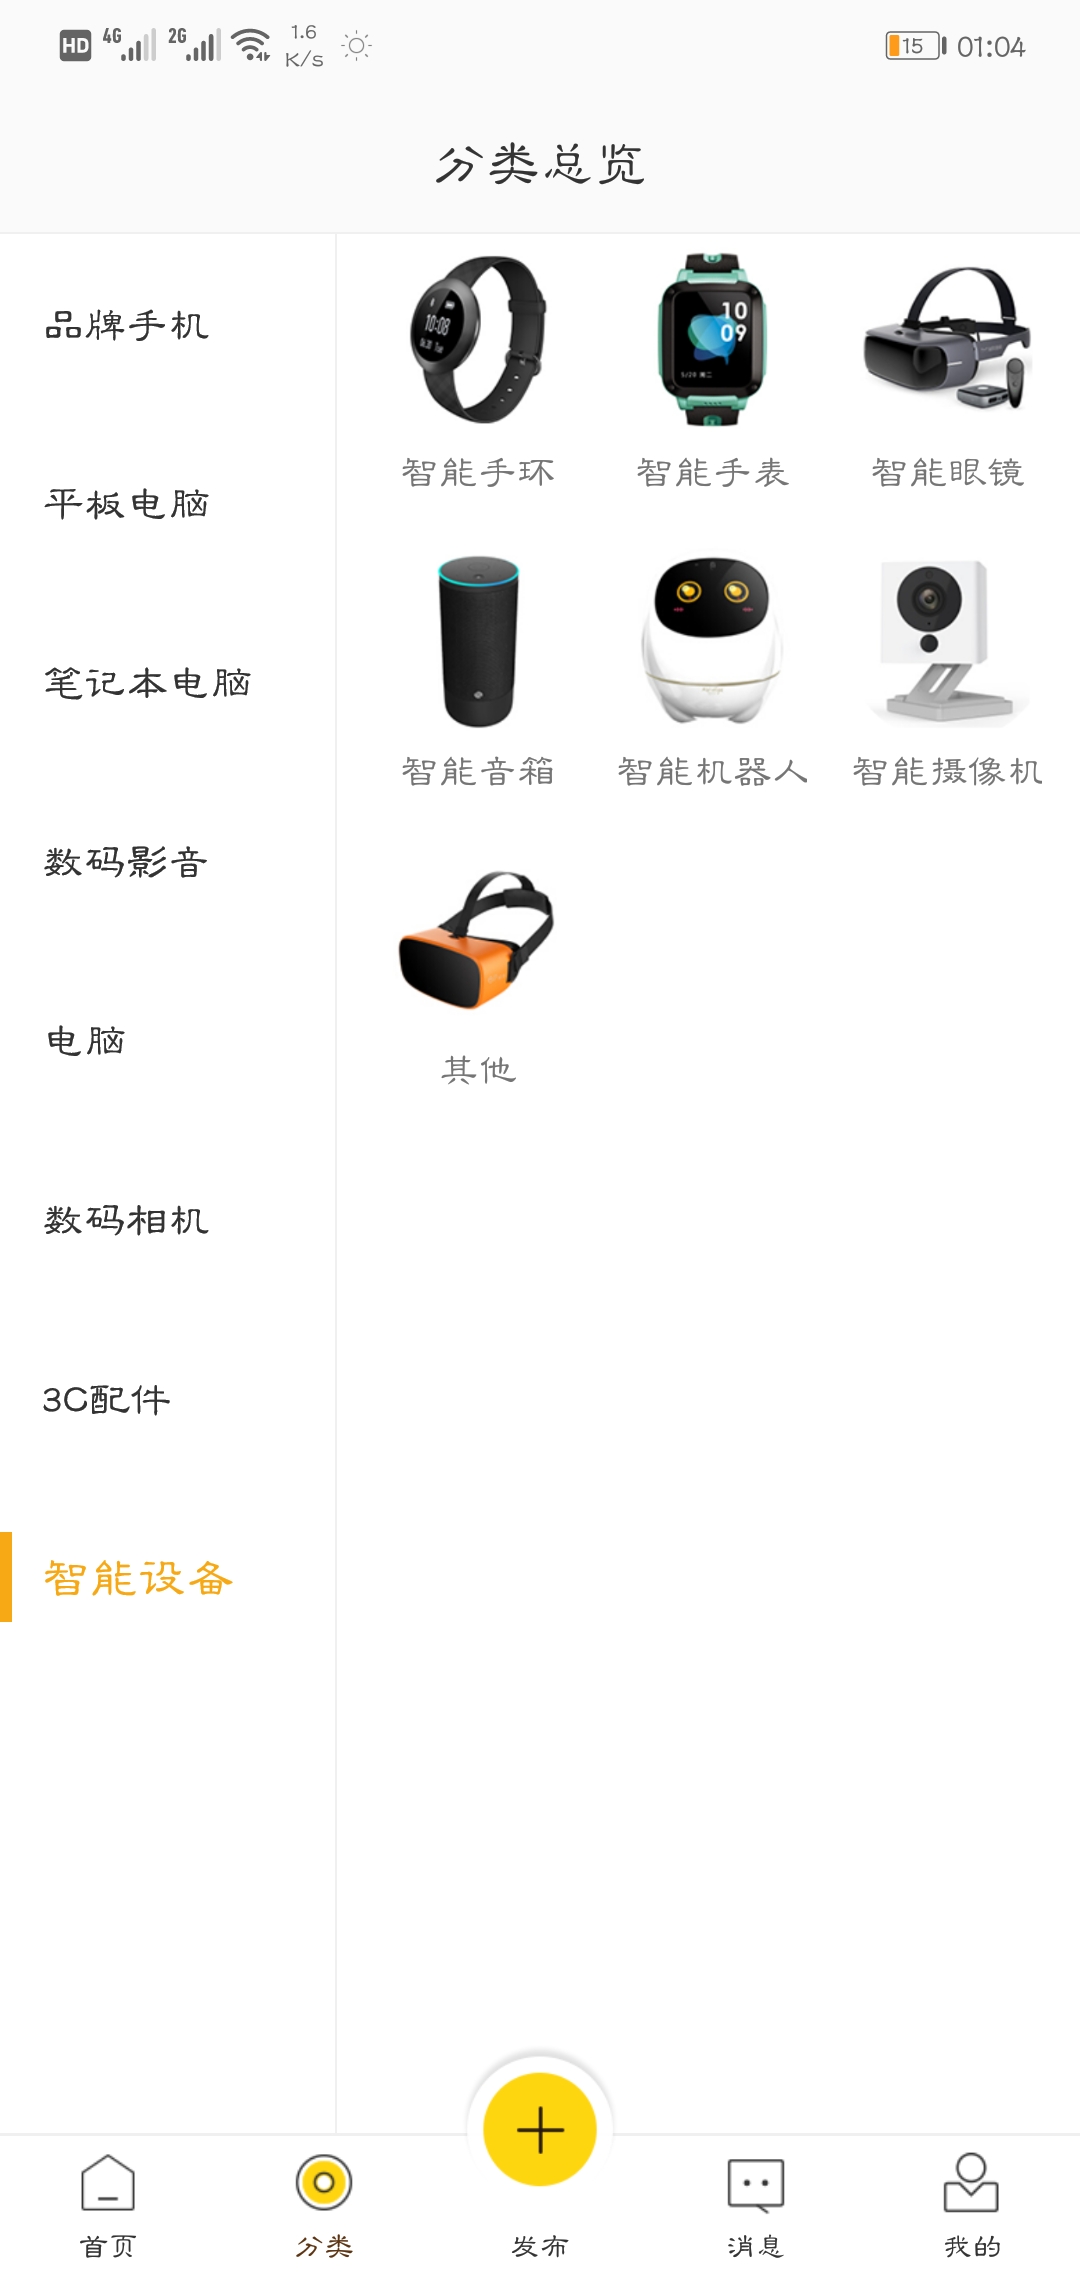 HD 4G 2G 1.6 K/s 15 01:04
分类总览
品牌手机
平板电脑
笔记本电脑
数码影音
电脑
数码相机
3C配件
智能设备
10:08
10
09
5/20 周二
智能手环 智能手表 智能眼镜
智能音箱 智能机器人 智能摄像机
其他
首页 分类 发布 消息 我的